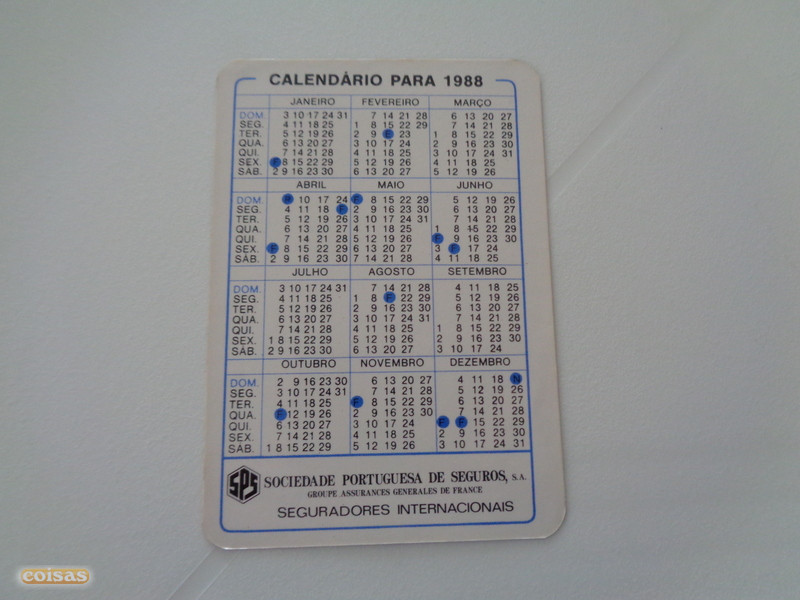 CALENDÁRIO PARA 1988
JANEIRO FEVEREIRO MARÇO
DOM. 3 10 17 24 31 7 14 21 28 6 13 20 27
SEG. 4 11 18 25 1 8 15 22 29 7 14 21 28
TER. 5 12 19 26 2 9 F 23 1 8 15 22 29
QUA. 6 13 20 27 3 10 17 24 2 9 16 23 30
QUI. 7 14 21 28 4 11 18 25 3 10 17 24 31
SEX. F 8 15 22 29 5 12 19 26 4 11 18 25
SÁB. 2 9 16 23 30 6 13 20 27 5 12 19 26
ABRIL MAIO JUNHO
DOM. P 10 17 24 F 8 15 22 29 5 12 19 26
SEG. 4 11 18 F 2 9 16 23 30 6 13 20 27
TER. 5 12 19 26 3 10 17 24 31 7 14 21 28
QUA. 6 13 20 27 4 11 18 25 1 8 15 22 29
QUI. 7 14 21 28 5 12 19 26 F 9 16 23 30
SEX. F 8 15 22 29 6 13 20 27 3 F 17 24
SÁB. 2 9 16 23 30 7 14 21 28 4 11 18 25
JULHO AGOSTO SETEMBRO
DOM. 3 10 17 24 31 7 14 21 28 4 11 18 25
SEG. 4 11 18 25 1 8 F 22 29 5 12 19 26
TER. 5 12 19 26 2 9 16 23 30 6 13 20 27
QUA. 6 13 20 27 3 10 17 24 31 7 14 21 28
QUI. 7 14 21 28 4 11 18 25 1 8 15 22 29
SEX. 1 8 15 22 29 5 12 19 26 2 9 16 23 30
SÁB. 2 9 16 23 30 6 13 20 27 3 10 17 24
OUTUBRO NOVEMBRO DEZEMBRO
DOM. 2 9 16 23 30 6 13 20 27 4 11 18 N
SEG. 3 10 17 24 31 7 14 21 28 5 12 19 26
TER. 4 11 18 25 F 8 15 22 29 6 13 20 27
QUA. F 12 19 26 2 9 16 23 30 7 14 21 28
QUI. 6 13 20 27 3 10 17 24 F F 15 22 29
SEX. 7 14 21 28 4 11 18 25 2 9 16 23 30
SÁB. 1 8 15 22 29 5 12 19 26 3 10 17 24 31
SPS SOCIEDADE PORTUGUESA DE SEGUROS, S.A.
GROUPE ASSURANCES GENERALES DE FRANCE
SEGURADORES INTERNACIONAIS
coisas